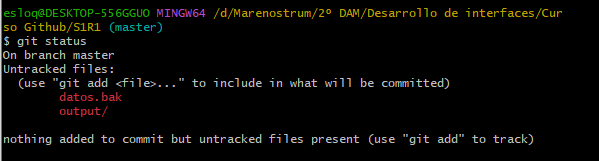 esloq@DESKTOP-556GGUO MINGW64 /d/Marenostrum/2º DAM/Desarrollo de interfaces/Cur
so Github/S1R1 (master)
$ git status
On branch master
Untracked files:
  (use "git add <file>..." to include in what will be committed)
        datos.bak
        output/

nothing added to commit but untracked files present (use "git add" to track)